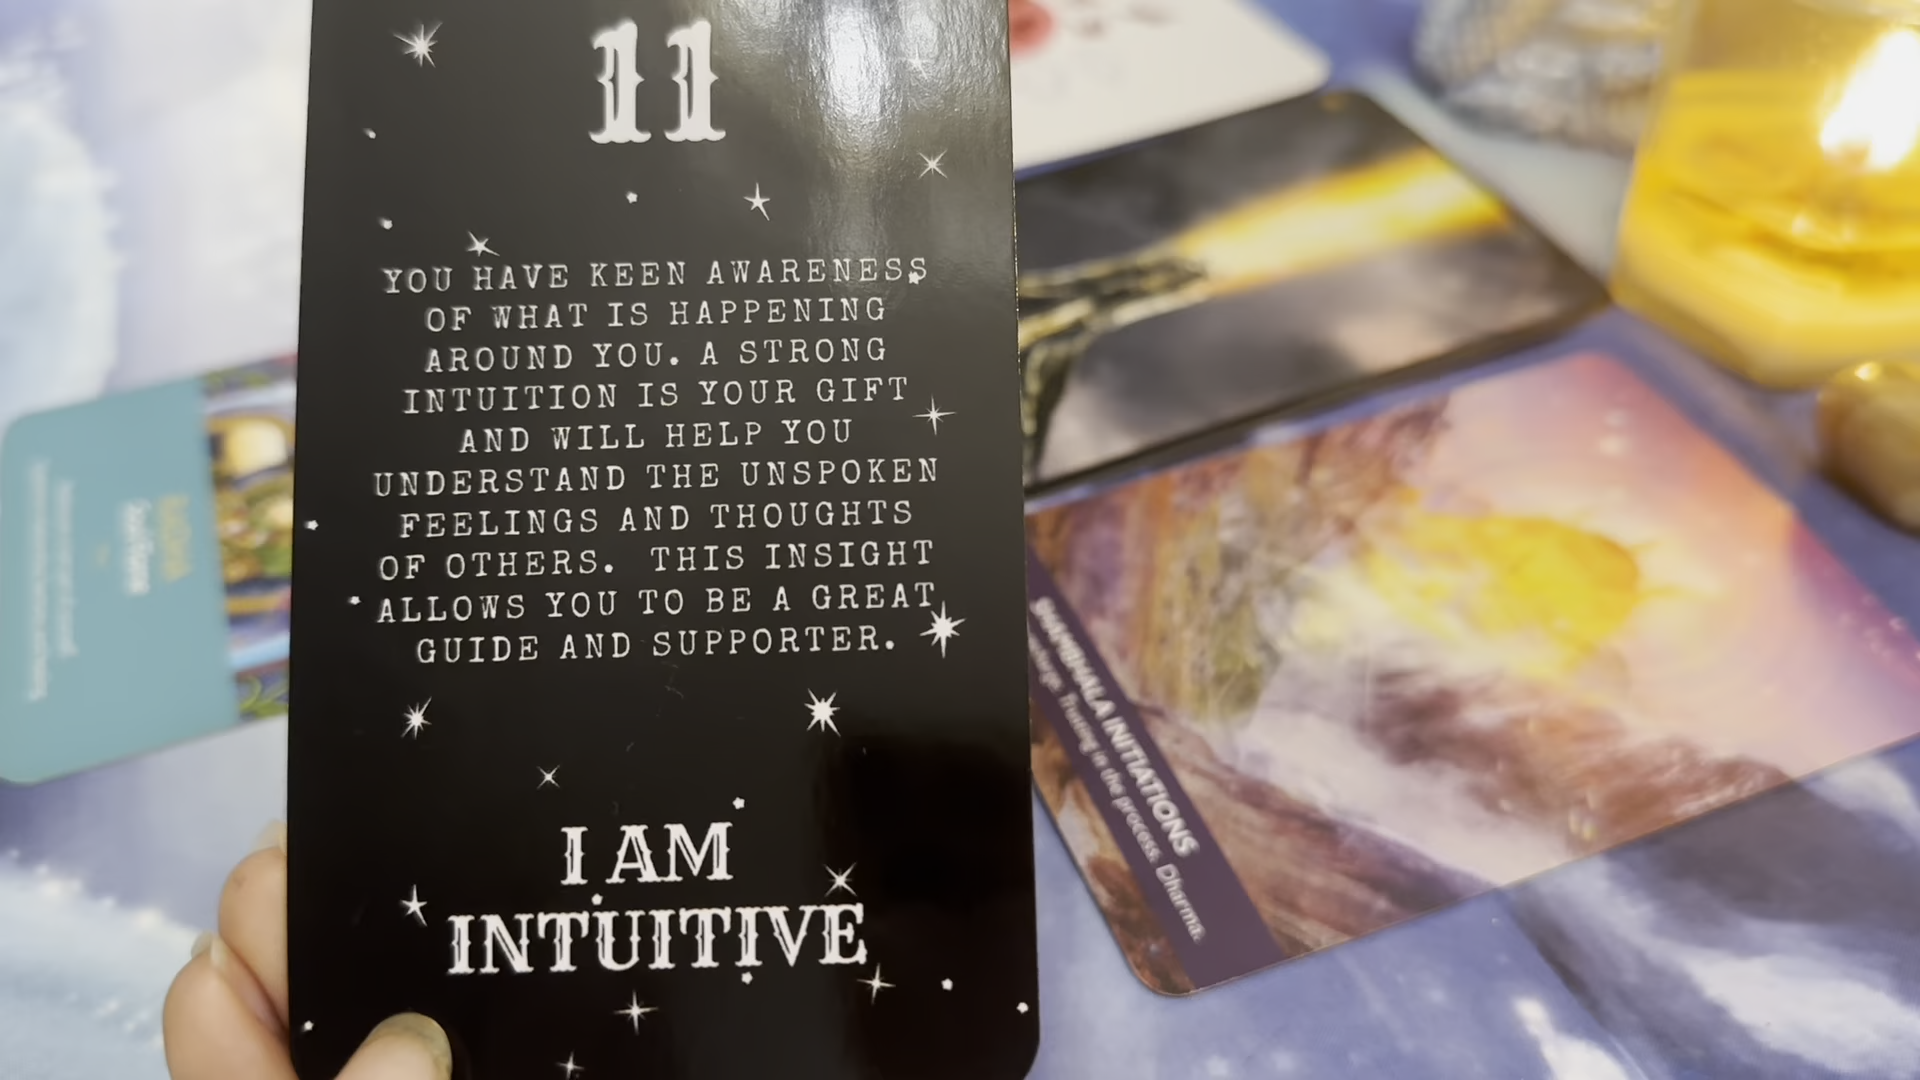 11
YOU HAVE KEEN AWARENESS
OF WHAT IS HAPPENING
AROUND YOU. A STRONG
INTUITION IS YOUR GIFT
AND WILL HELP YOU
UNDERSTAND THE UNSPOKEN
FEELINGS AND THOUGHTS
OF OTHERS. THIS INSIGHT
ALLOWS YOU TO BE A GREAT
GUIDE AND SUPPORTER.
I AM
INTUITIVE
SHAMBHALA INITIATIONS
Trusting in the process. Dharma.